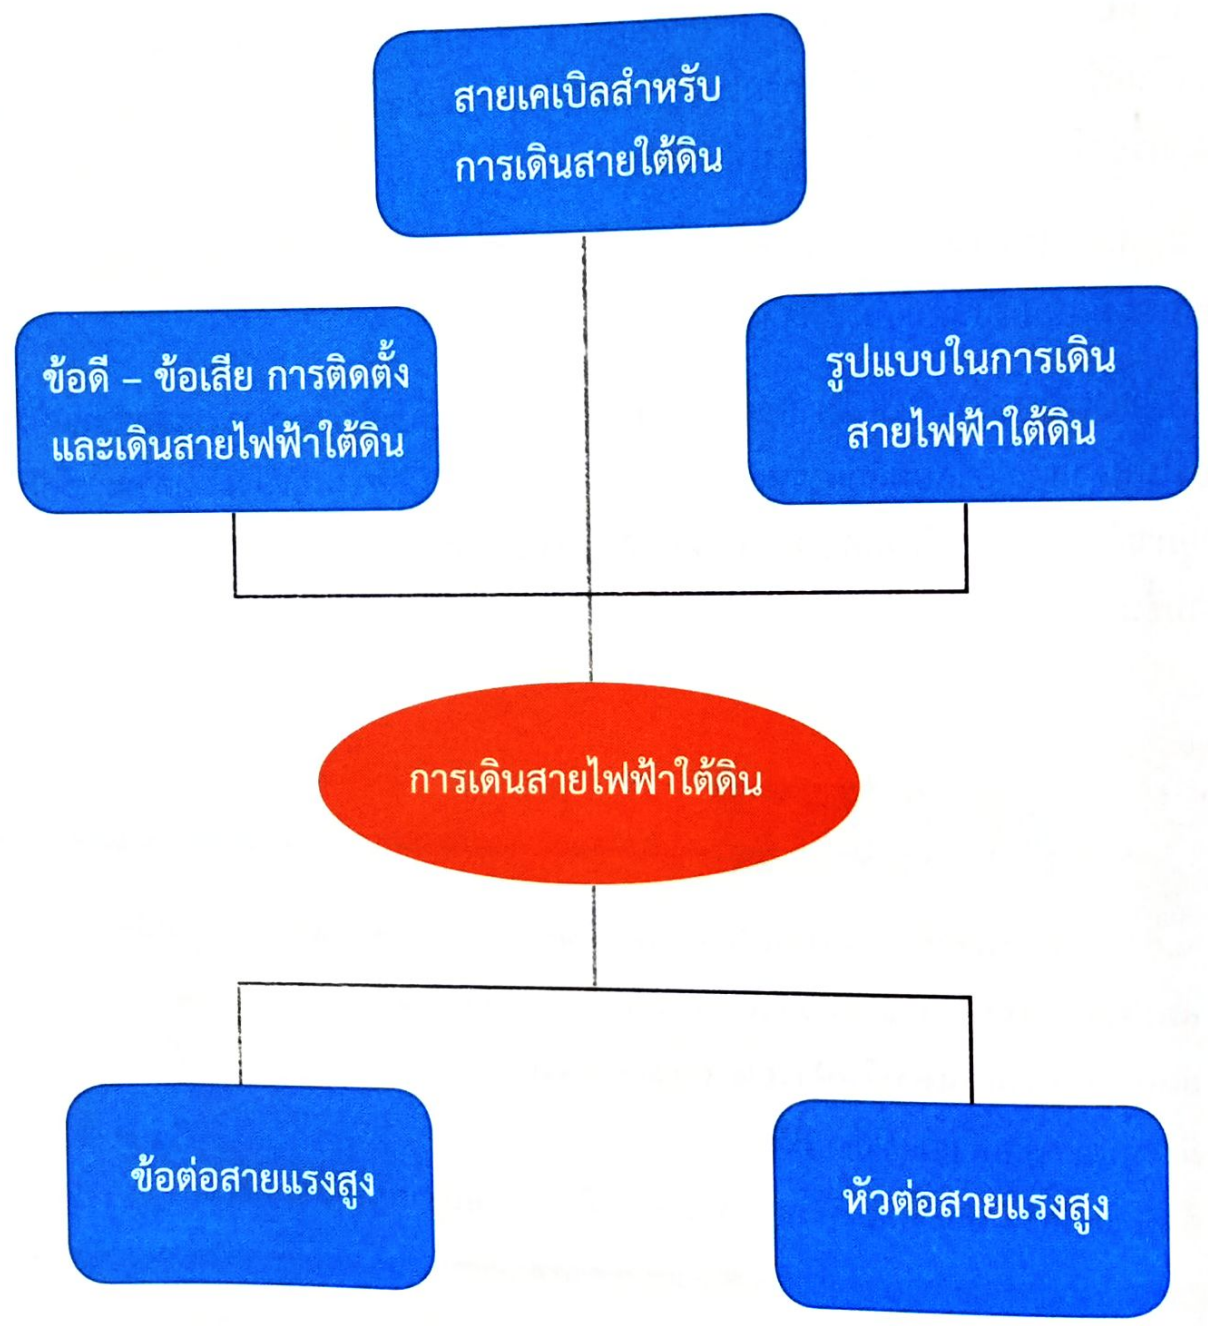 สายเคเบิลสำหรับ
การเดินสายใต้ดิน
ข้อดี – ข้อเสีย การติดตั้ง
และเดินสายไฟฟ้าใต้ดิน
รูปแบบในการเดิน
สายไฟฟ้าใต้ดิน
การเดินสายไฟฟ้าใต้ดิน
ข้อต่อสายแรงสูง
หัวต่อสายแรงสูง